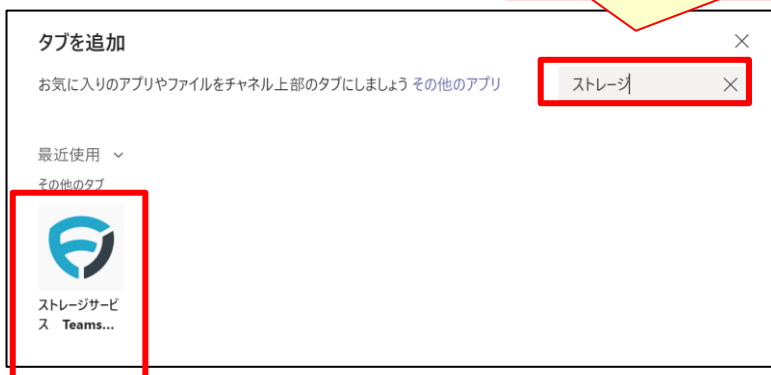 タブを追加
お気に入りのアプリやファイルをチャネル上部のタブにしましょう その他のアプリ
ストレージ
最近使用
その他のタブ
ストレージサービ
ス Teams...